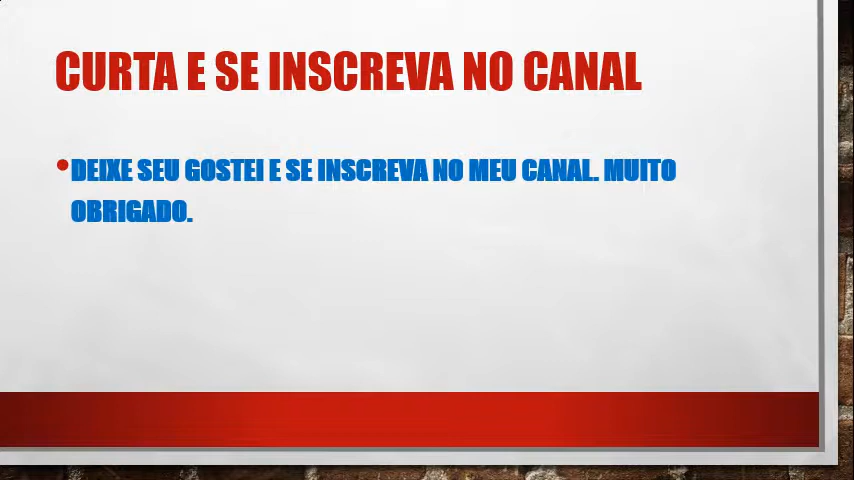 CURTA E SE INSCREVA NO CANAL
•DEIXE SEU GOSTEI E SE INSCREVA NO MEU CANAL. MUITO
OBRIGADO.